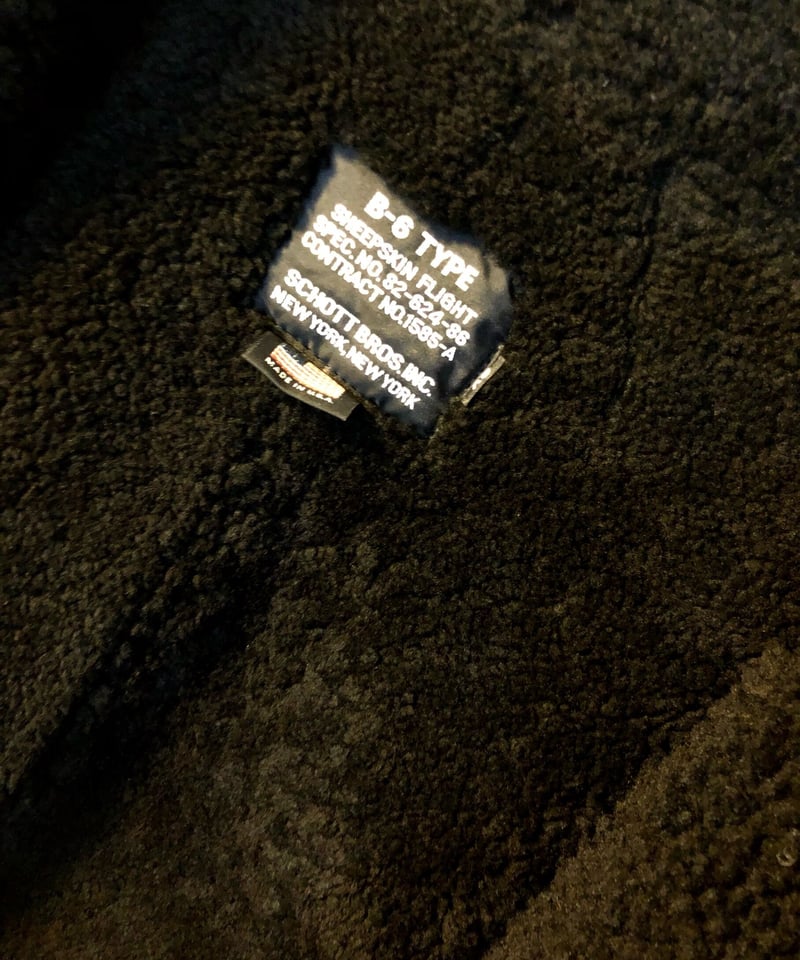 B-6 TYPE
SHEEPSKIN FLIGHT
SPEC. NO. 82-624-86
CONTRACT NO.1585-A
SCHOTT BROS. INC.
NEW YORK, NEW YORK
MADE IN U.S.A.